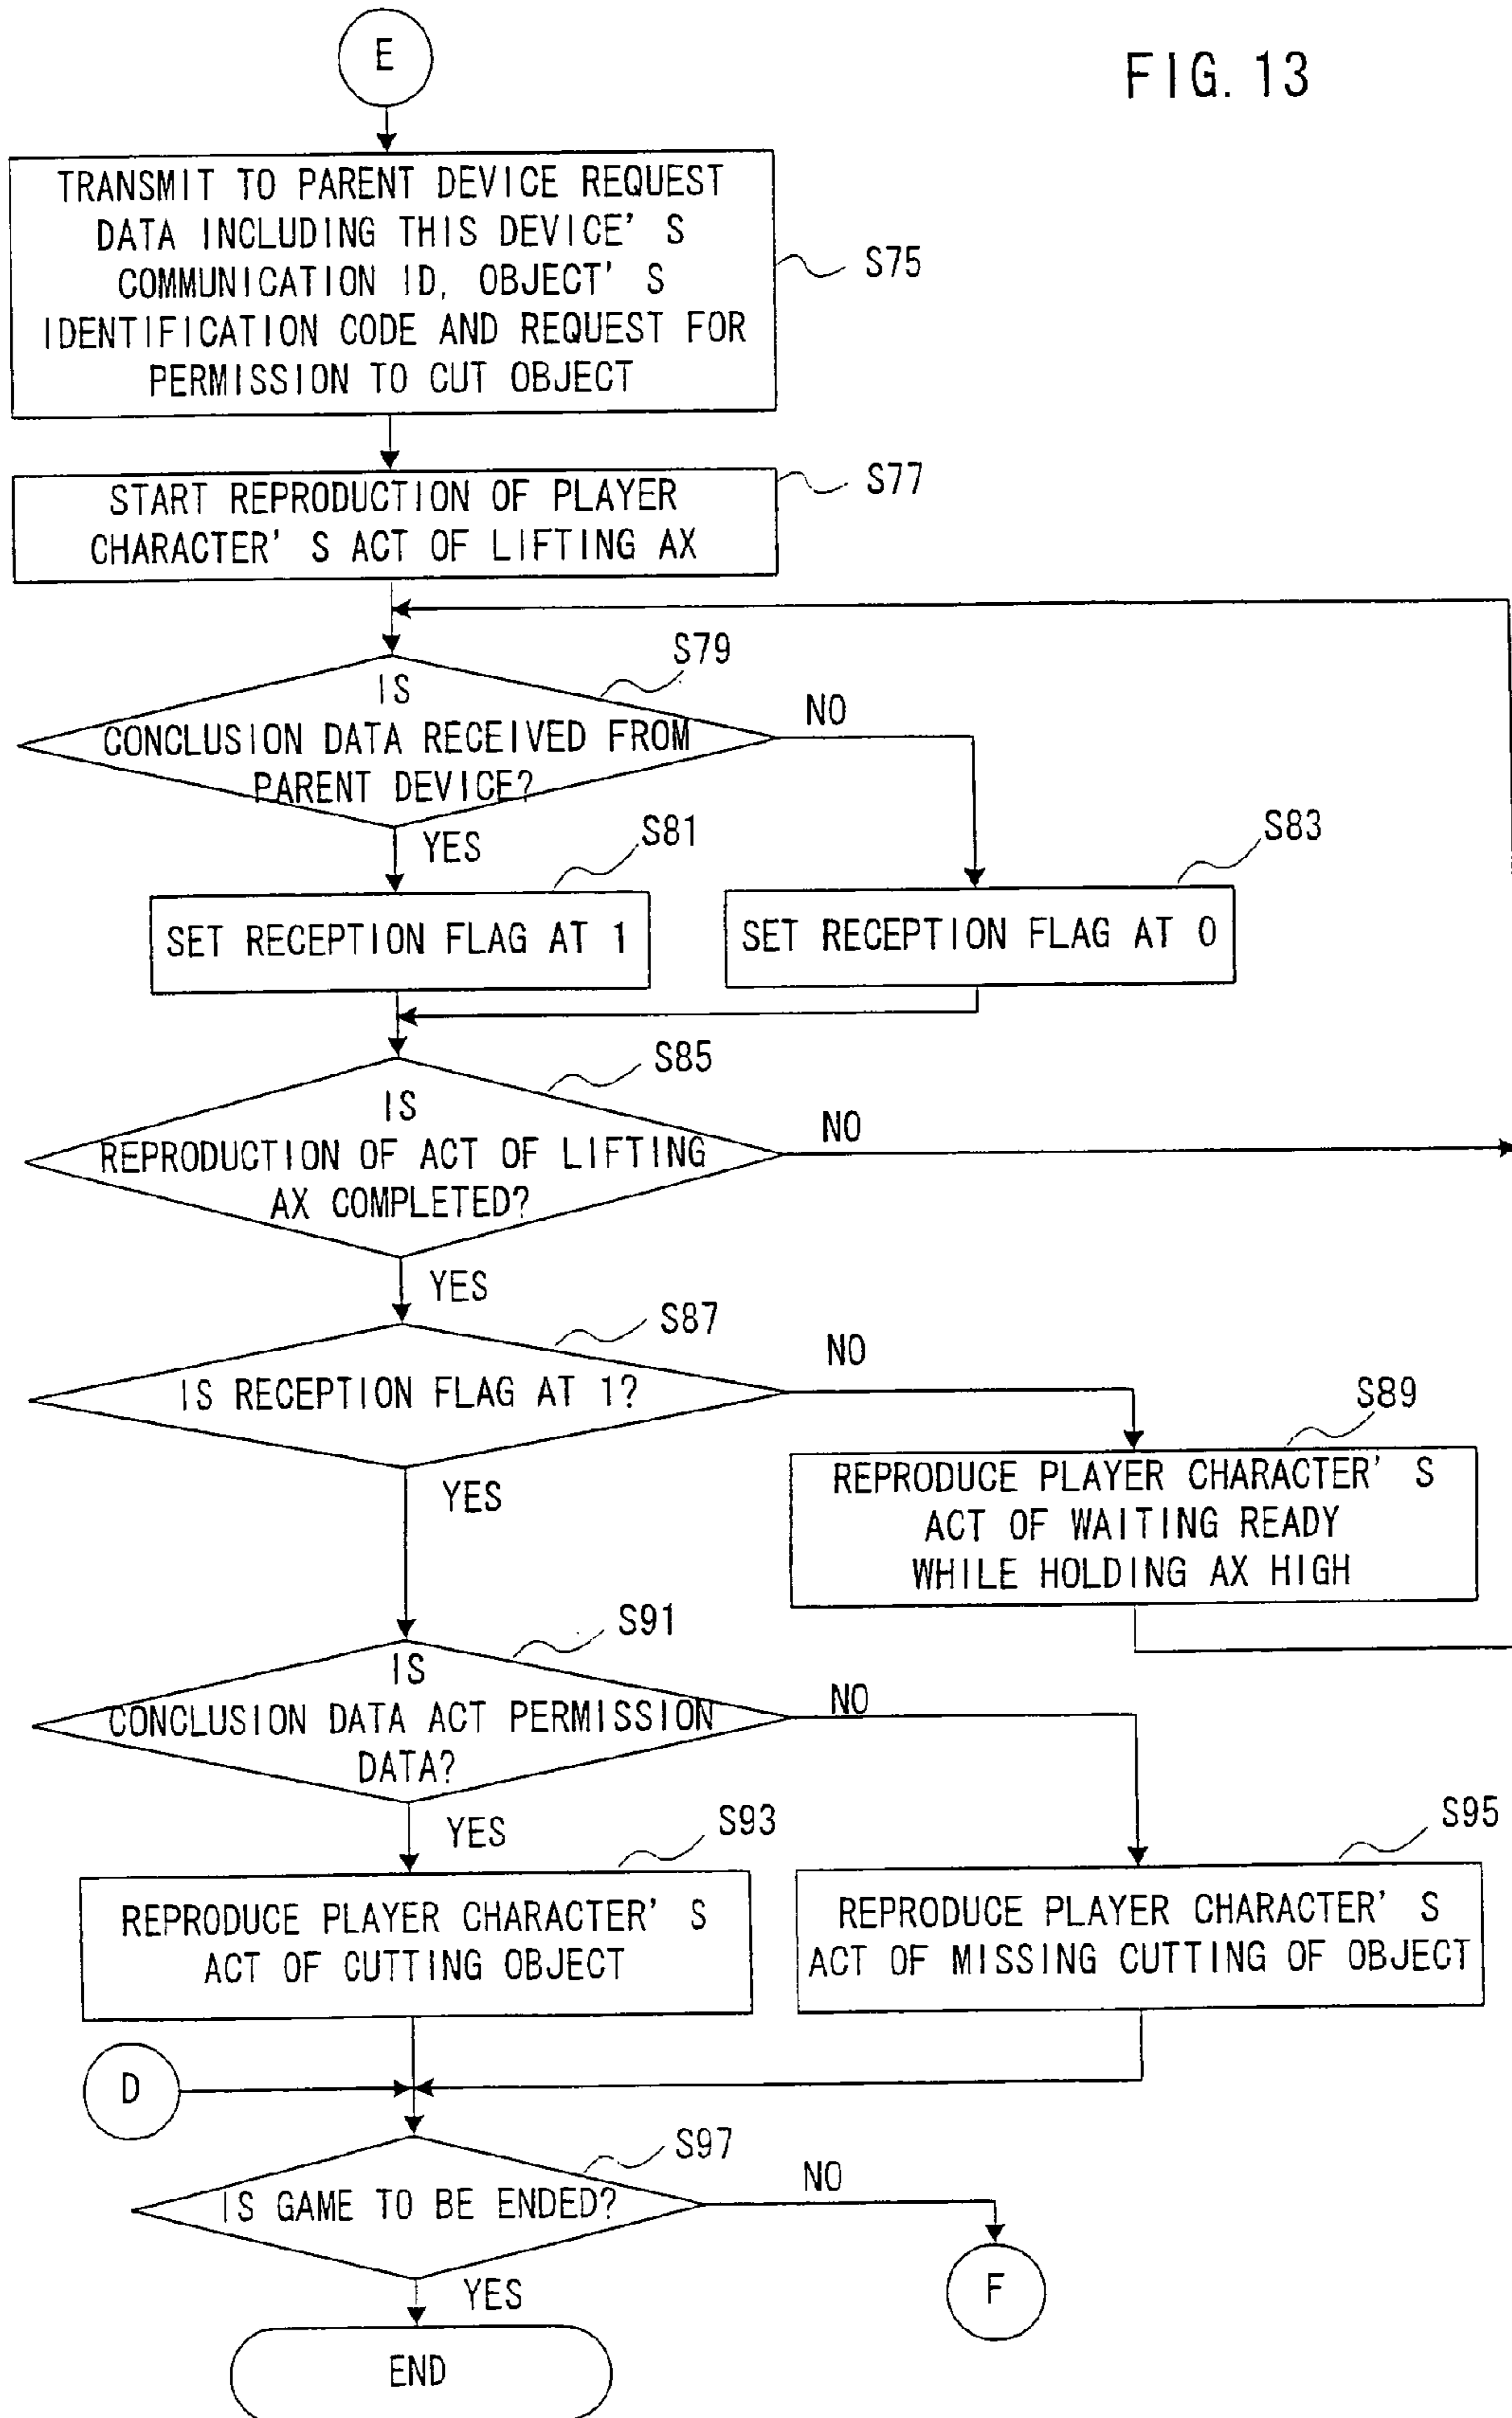 E
FIG. 13
TRANSMIT TO PARENT DEVICE REQUEST
DATA INCLUDING THIS DEVICE' S
COMMUNICATION ID, OBJECT' S
IDENTIFICATION CODE AND REQUEST FOR
PERMISSION TO CUT OBJECT
S75
START REPRODUCTION OF PLAYER
CHARACTER' S ACT OF LIFTING AX
S77
IS
CONCLUSION DATA RECEIVED FROM
PARENT DEVICE?
S79
NO
YES
S81
S83
SET RECEPTION FLAG AT 1
SET RECEPTION FLAG AT 0
IS
REPRODUCTION OF ACT OF LIFTING
AX COMPLETED?
S85
NO
YES
S87
IS RECEPTION FLAG AT 1?
NO
YES
S89
REPRODUCE PLAYER CHARACTER' S
ACT OF WAITING READY
WHILE HOLDING AX HIGH
S91
IS
CONCLUSION DATA ACT PERMISSION
DATA?
NO
YES
S93
S95
REPRODUCE PLAYER CHARACTER' S
ACT OF CUTTING OBJECT
REPRODUCE PLAYER CHARACTER' S
ACT OF MISSING CUTTING OF OBJECT
D
S97
IS GAME TO BE ENDED?
NO
YES
F
END